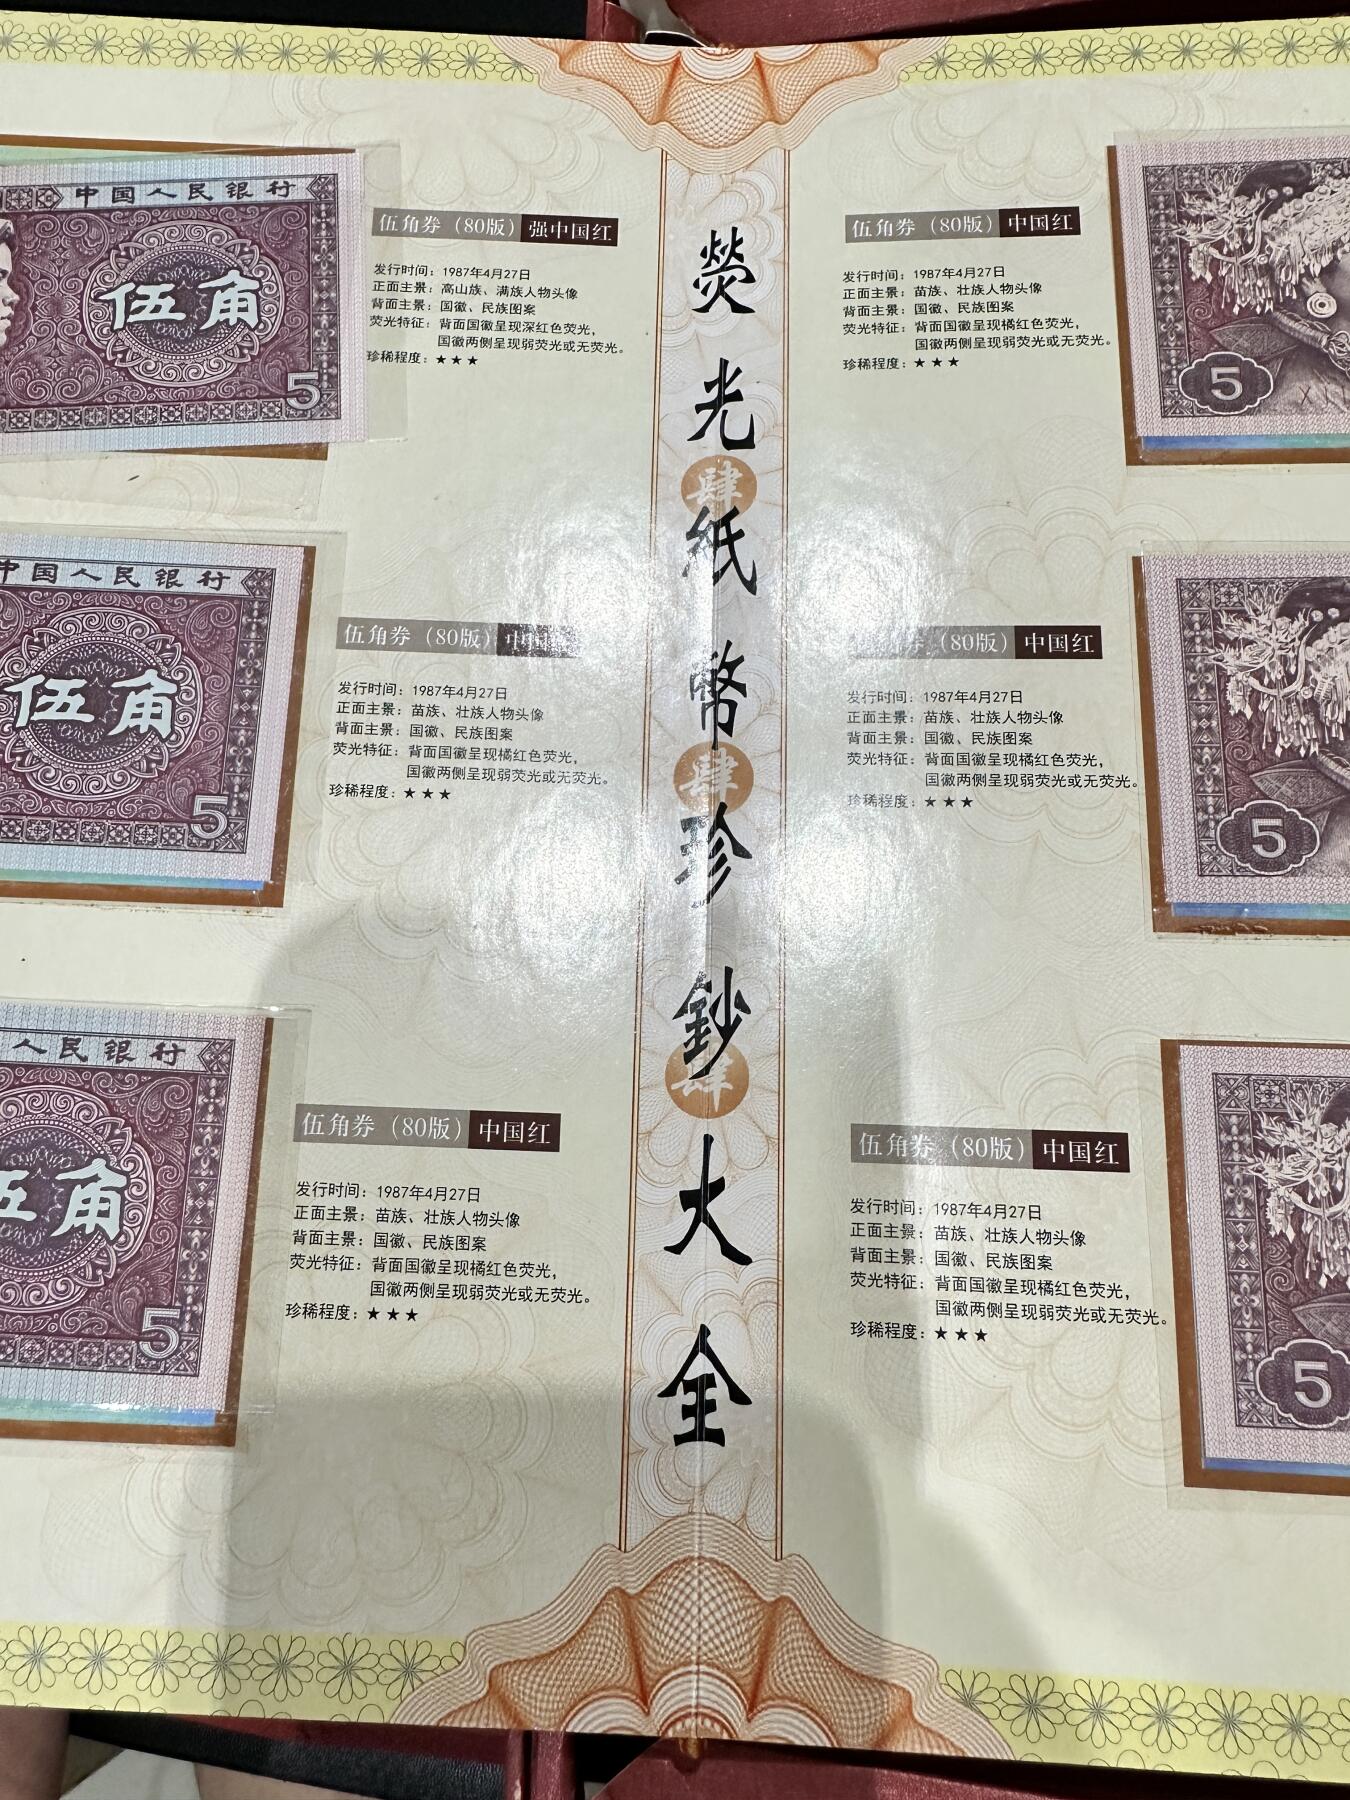 中国人民银行
伍角
5
伍角券（80版） 强中国红
发行时间：1987年4月27日
正面主景：高山族、满族人物头像
背面主景：国徽、民族图案
荧光特征：背面国徽呈现深红色荧光，
国徽两侧呈现弱荧光或无荧光。
珍稀程度：★★★
中国人民银行
伍角
5
伍角券（80版） 中国
发行时间：1987年4月27日
正面主景：苗族、壮族人物头像
背面主景：国徽、民族图案
荧光特征：背面国徽呈现橘红色荧光，
国徽两侧呈现弱荧光或无荧光。
珍稀程度：★★★
人民银行
伍角
5
伍角券（80版） 中国红
发行时间：1987年4月27日
正面主景：苗族、壮族人物头像
背面主景：国徽、民族图案
荧光特征：背面国徽呈现橘红色荧光，
国徽两侧呈现弱荧光或无荧光。
珍稀程度：★★★
熒光紙幣珍鈔大全
肆
肆
肆
伍角券（80版） 中国红
发行时间：1987年4月27日
正面主景：苗族、壮族人物头像
背面主景：国徽、民族图案
荧光特征：背面国徽呈现橘红色荧光，
国徽两侧呈现弱荧光或无荧光。
珍稀程度：★★★
5
券（80版） 中国红
发行时间：1987年4月27日
正面主景：苗族、壮族人物头像
背面主景：国徽、民族图案
荧光特征：背面国徽呈现橘红色荧光，
国徽两侧呈现弱荧光或无荧光。
珍稀程度：★★★
5
伍角券（80版） 中国红
发行时间：1987年4月27日
正面主景：苗族、壮族人物头像
背面主景：国徽、民族图案
荧光特征：背面国徽呈现橘红色荧光，
国徽两侧呈现弱荧光或无荧光。
珍稀程度：★★★
5